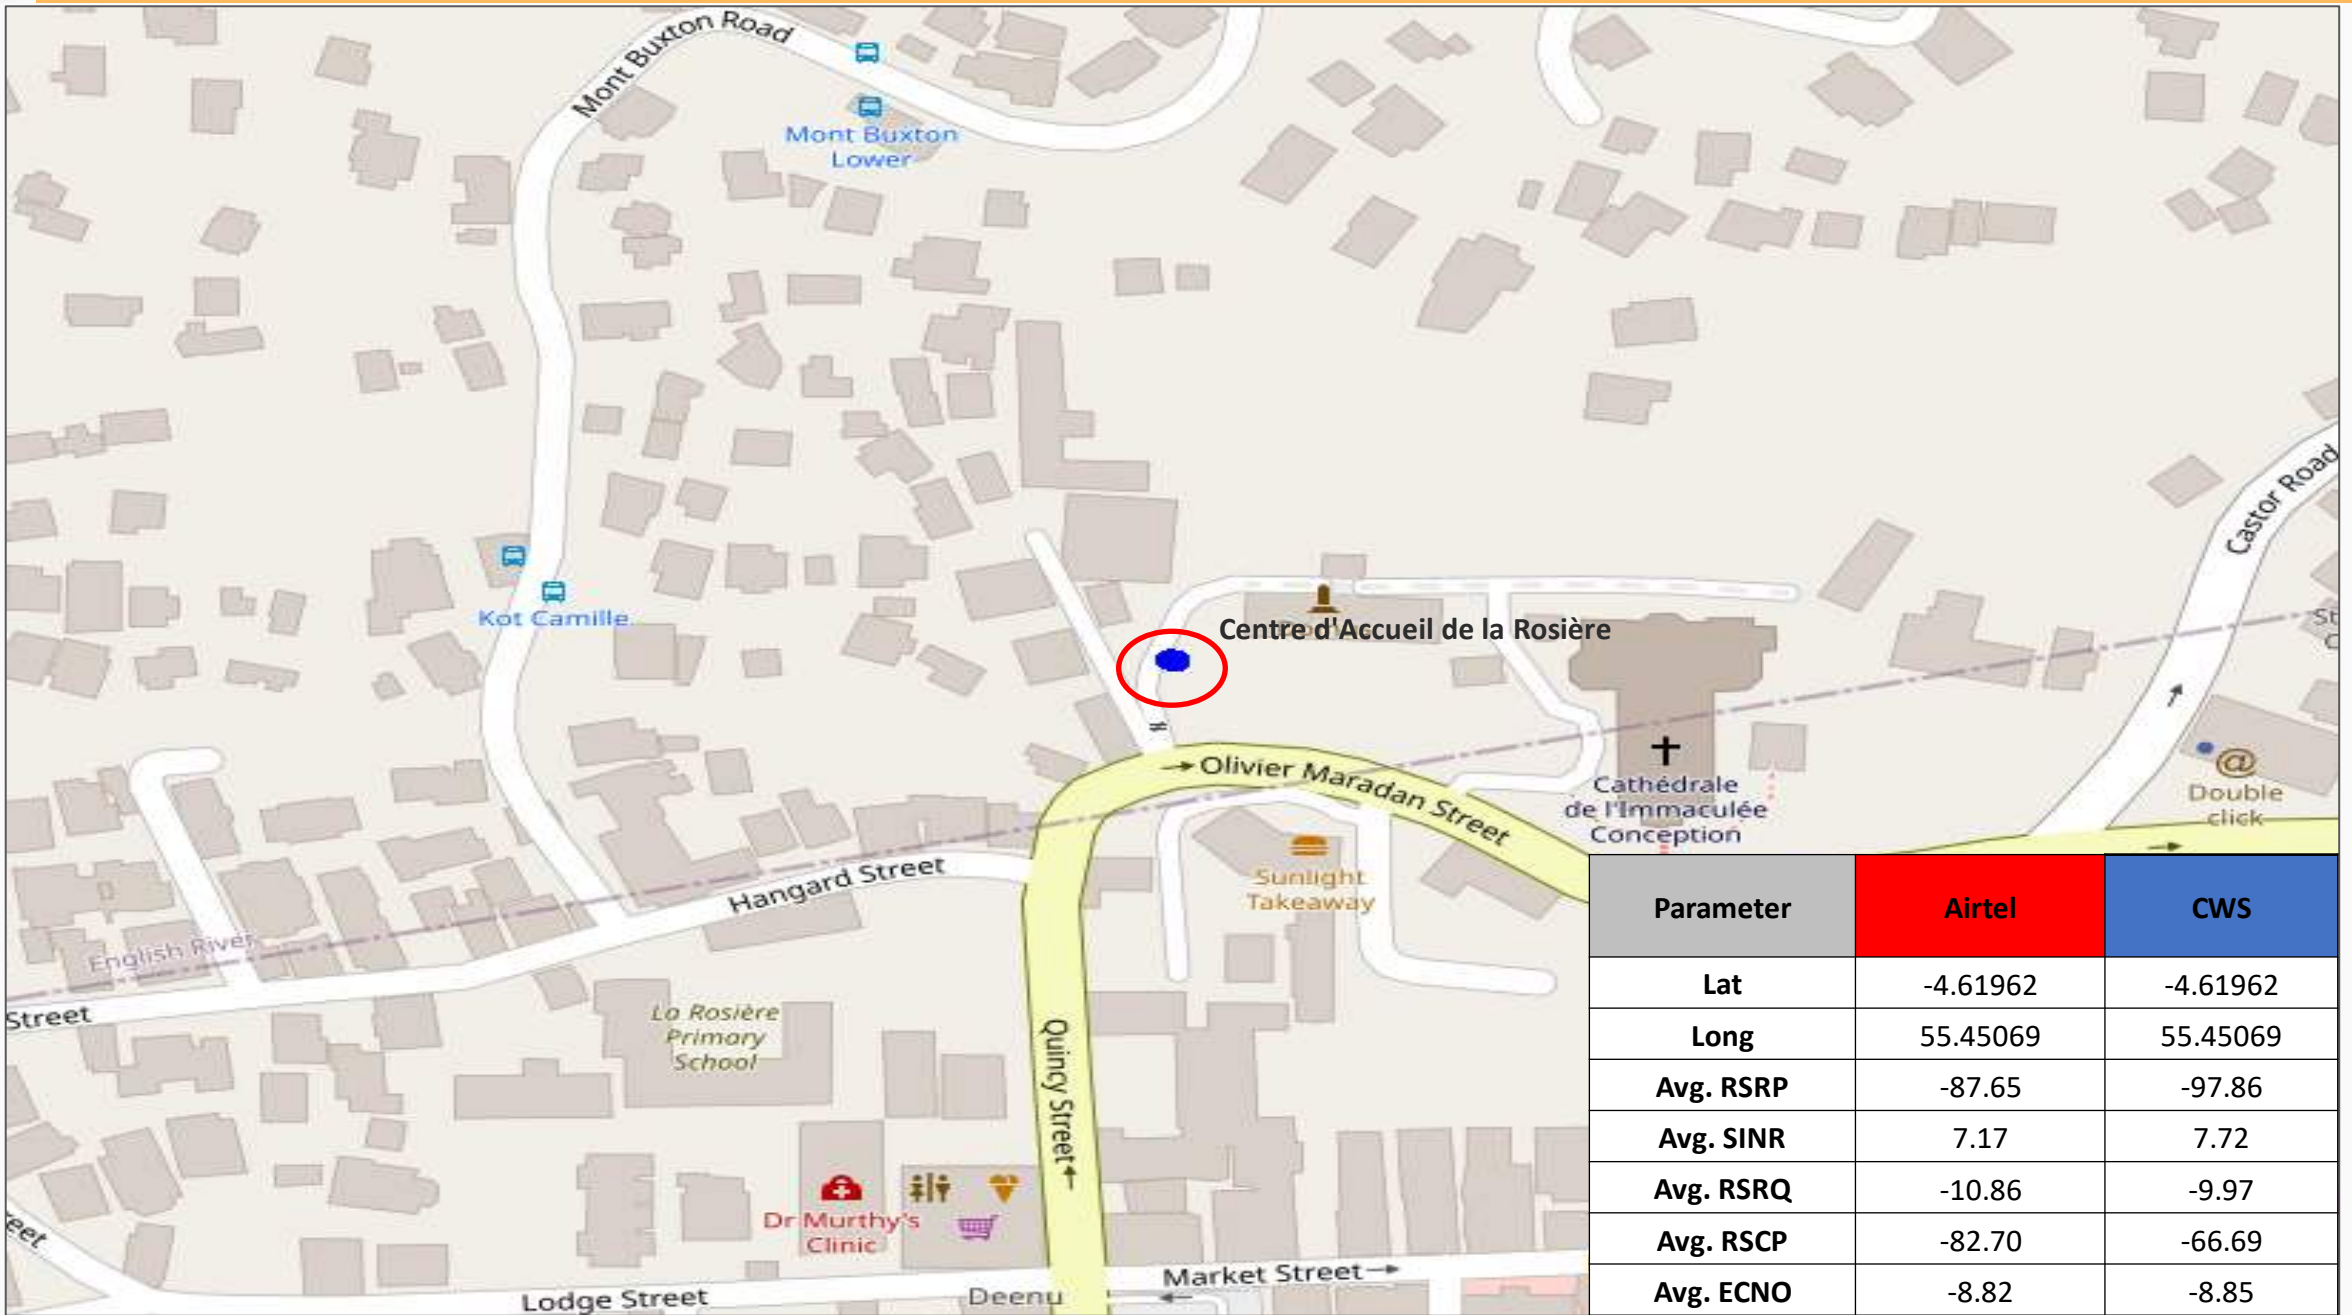 Mont Buxton Road
Mont Buxton
Lower
Castor Road
Kot Camille
Centre d'Accueil de la Rosière
Olivier Maradan Street
Cathédrale
de l'Immaculée
Conception
@
Double
click
Hangard Street
Sunlight
Takeaway
English River
Street
La Rosière
Primary
School
Quincy Street
Dr Murthy's
Clinic
Market Street
Lodge Street
Deenu
Parameter Airtel CWS
Lat -4.61962 -4.61962
Long 55.45069 55.45069
Avg. RSRP -87.65 -97.86
Avg. SINR 7.17 7.72
Avg. RSRQ -10.86 -9.97
Avg. RSCP -82.70 -66.69
Avg. ECNO -8.82 -8.85